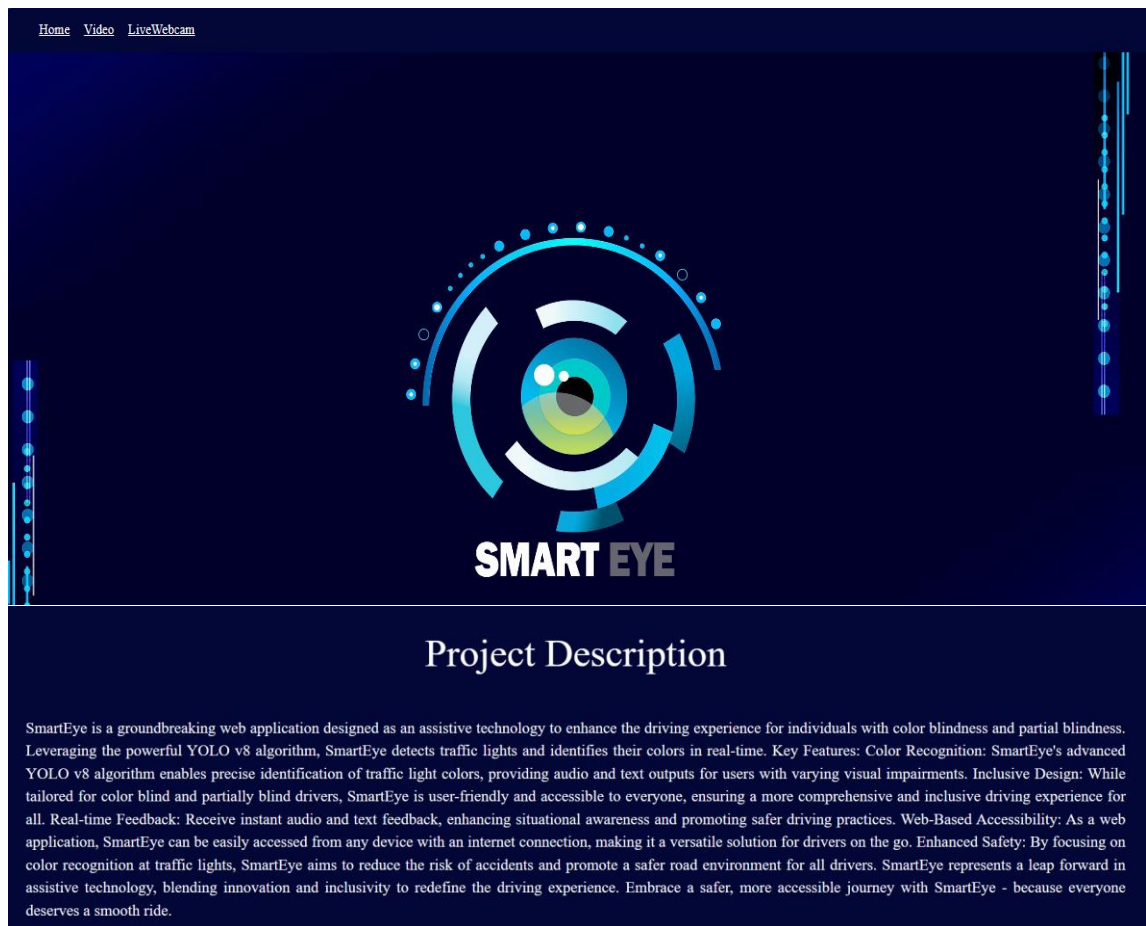 Home Video LiveWebcam
SMART EYE
Project Description
SmartEye is a groundbreaking web application designed as an assistive technology to enhance the driving experience for individuals with color blindness and partial blindness.
Leveraging the powerful YOLO v8 algorithm, SmartEye detects traffic lights and identifies their colors in real-time. Key Features: Color Recognition: SmartEye's advanced
YOLO v8 algorithm enables precise identification of traffic light colors, providing audio and text outputs for users with varying visual impairments. Inclusive Design: While
tailored for color blind and partially blind drivers, SmartEye is user-friendly and accessible to everyone, ensuring a more comprehensive and inclusive driving experience for
all. Real-time Feedback: Receive instant audio and text feedback, enhancing situational awareness and promoting safer driving practices. Web-Based Accessibility: As a web
application, SmartEye can be easily accessed from any device with an internet connection, making it a versatile solution for drivers on the go. Enhanced Safety: By focusing on
color recognition at traffic lights, SmartEye aims to reduce the risk of accidents and promote a safer road environment for all drivers. SmartEye represents a leap forward in
assistive technology, blending innovation and inclusivity to redefine the driving experience. Embrace a safer, more accessible journey with SmartEye - because everyone
deserves a smooth ride.